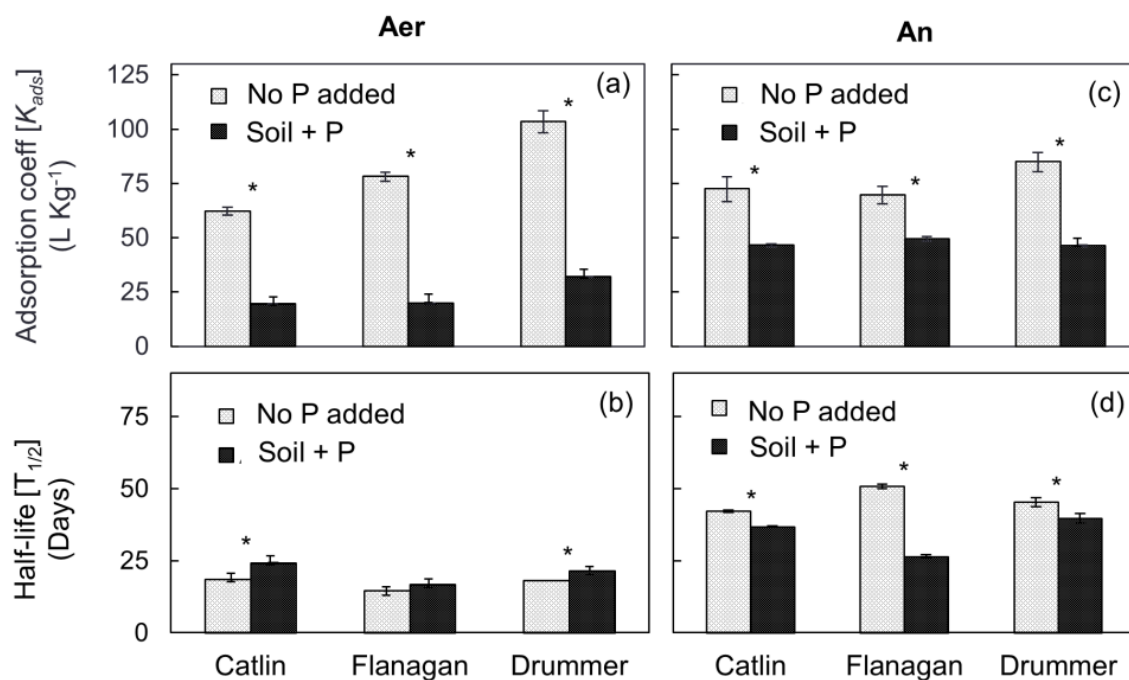 Aer
An
Adsorption coeff [K_ads]
(L Kg⁻¹)
125
100
75
50
25
0
No P added
Soil + P
(a)
*
*
*
No P added
Soil + P
(c)
*
*
*
Half-life [T_1/2]
(Days)
75
50
25
0
No P added
Soil + P
(b)
*
*
No P added
Soil + P
(d)
*
*
*
Catlin Flanagan Drummer
Catlin Flanagan Drummer